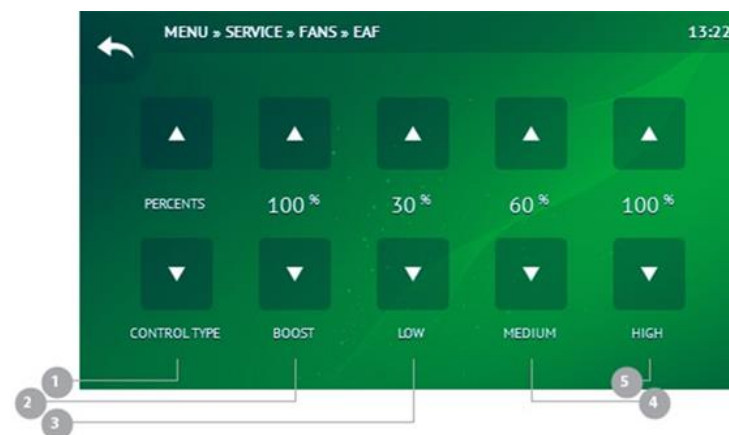 MENU » SERVICE » FANS » EAF 13:22
PERCENTS 100 % 30 % 60 % 100 %
CONTROL TYPE BOOST LOW MEDIUM HIGH
1 5
2 4
3